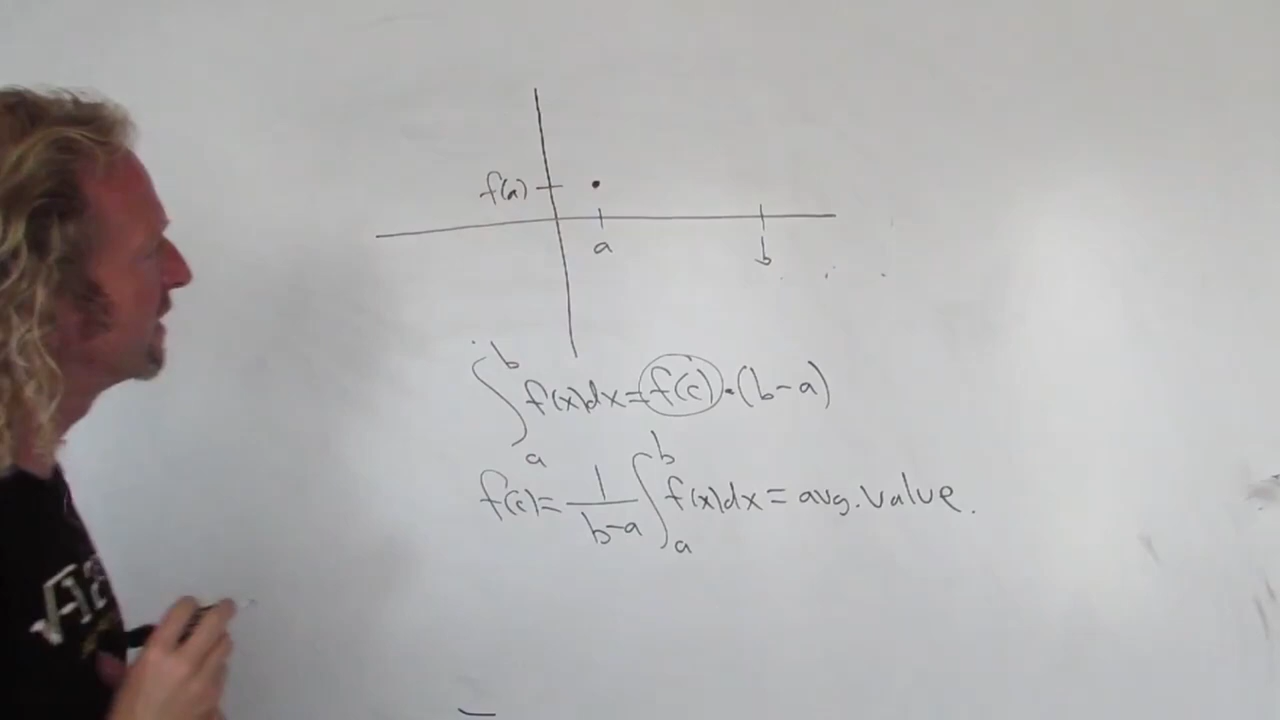 f(a)
a
b
∫_a^b f(x)dx = f(c)·(b-a)
f(c) = 1/(b-a) ∫_a^b f(x)dx = avg. value.